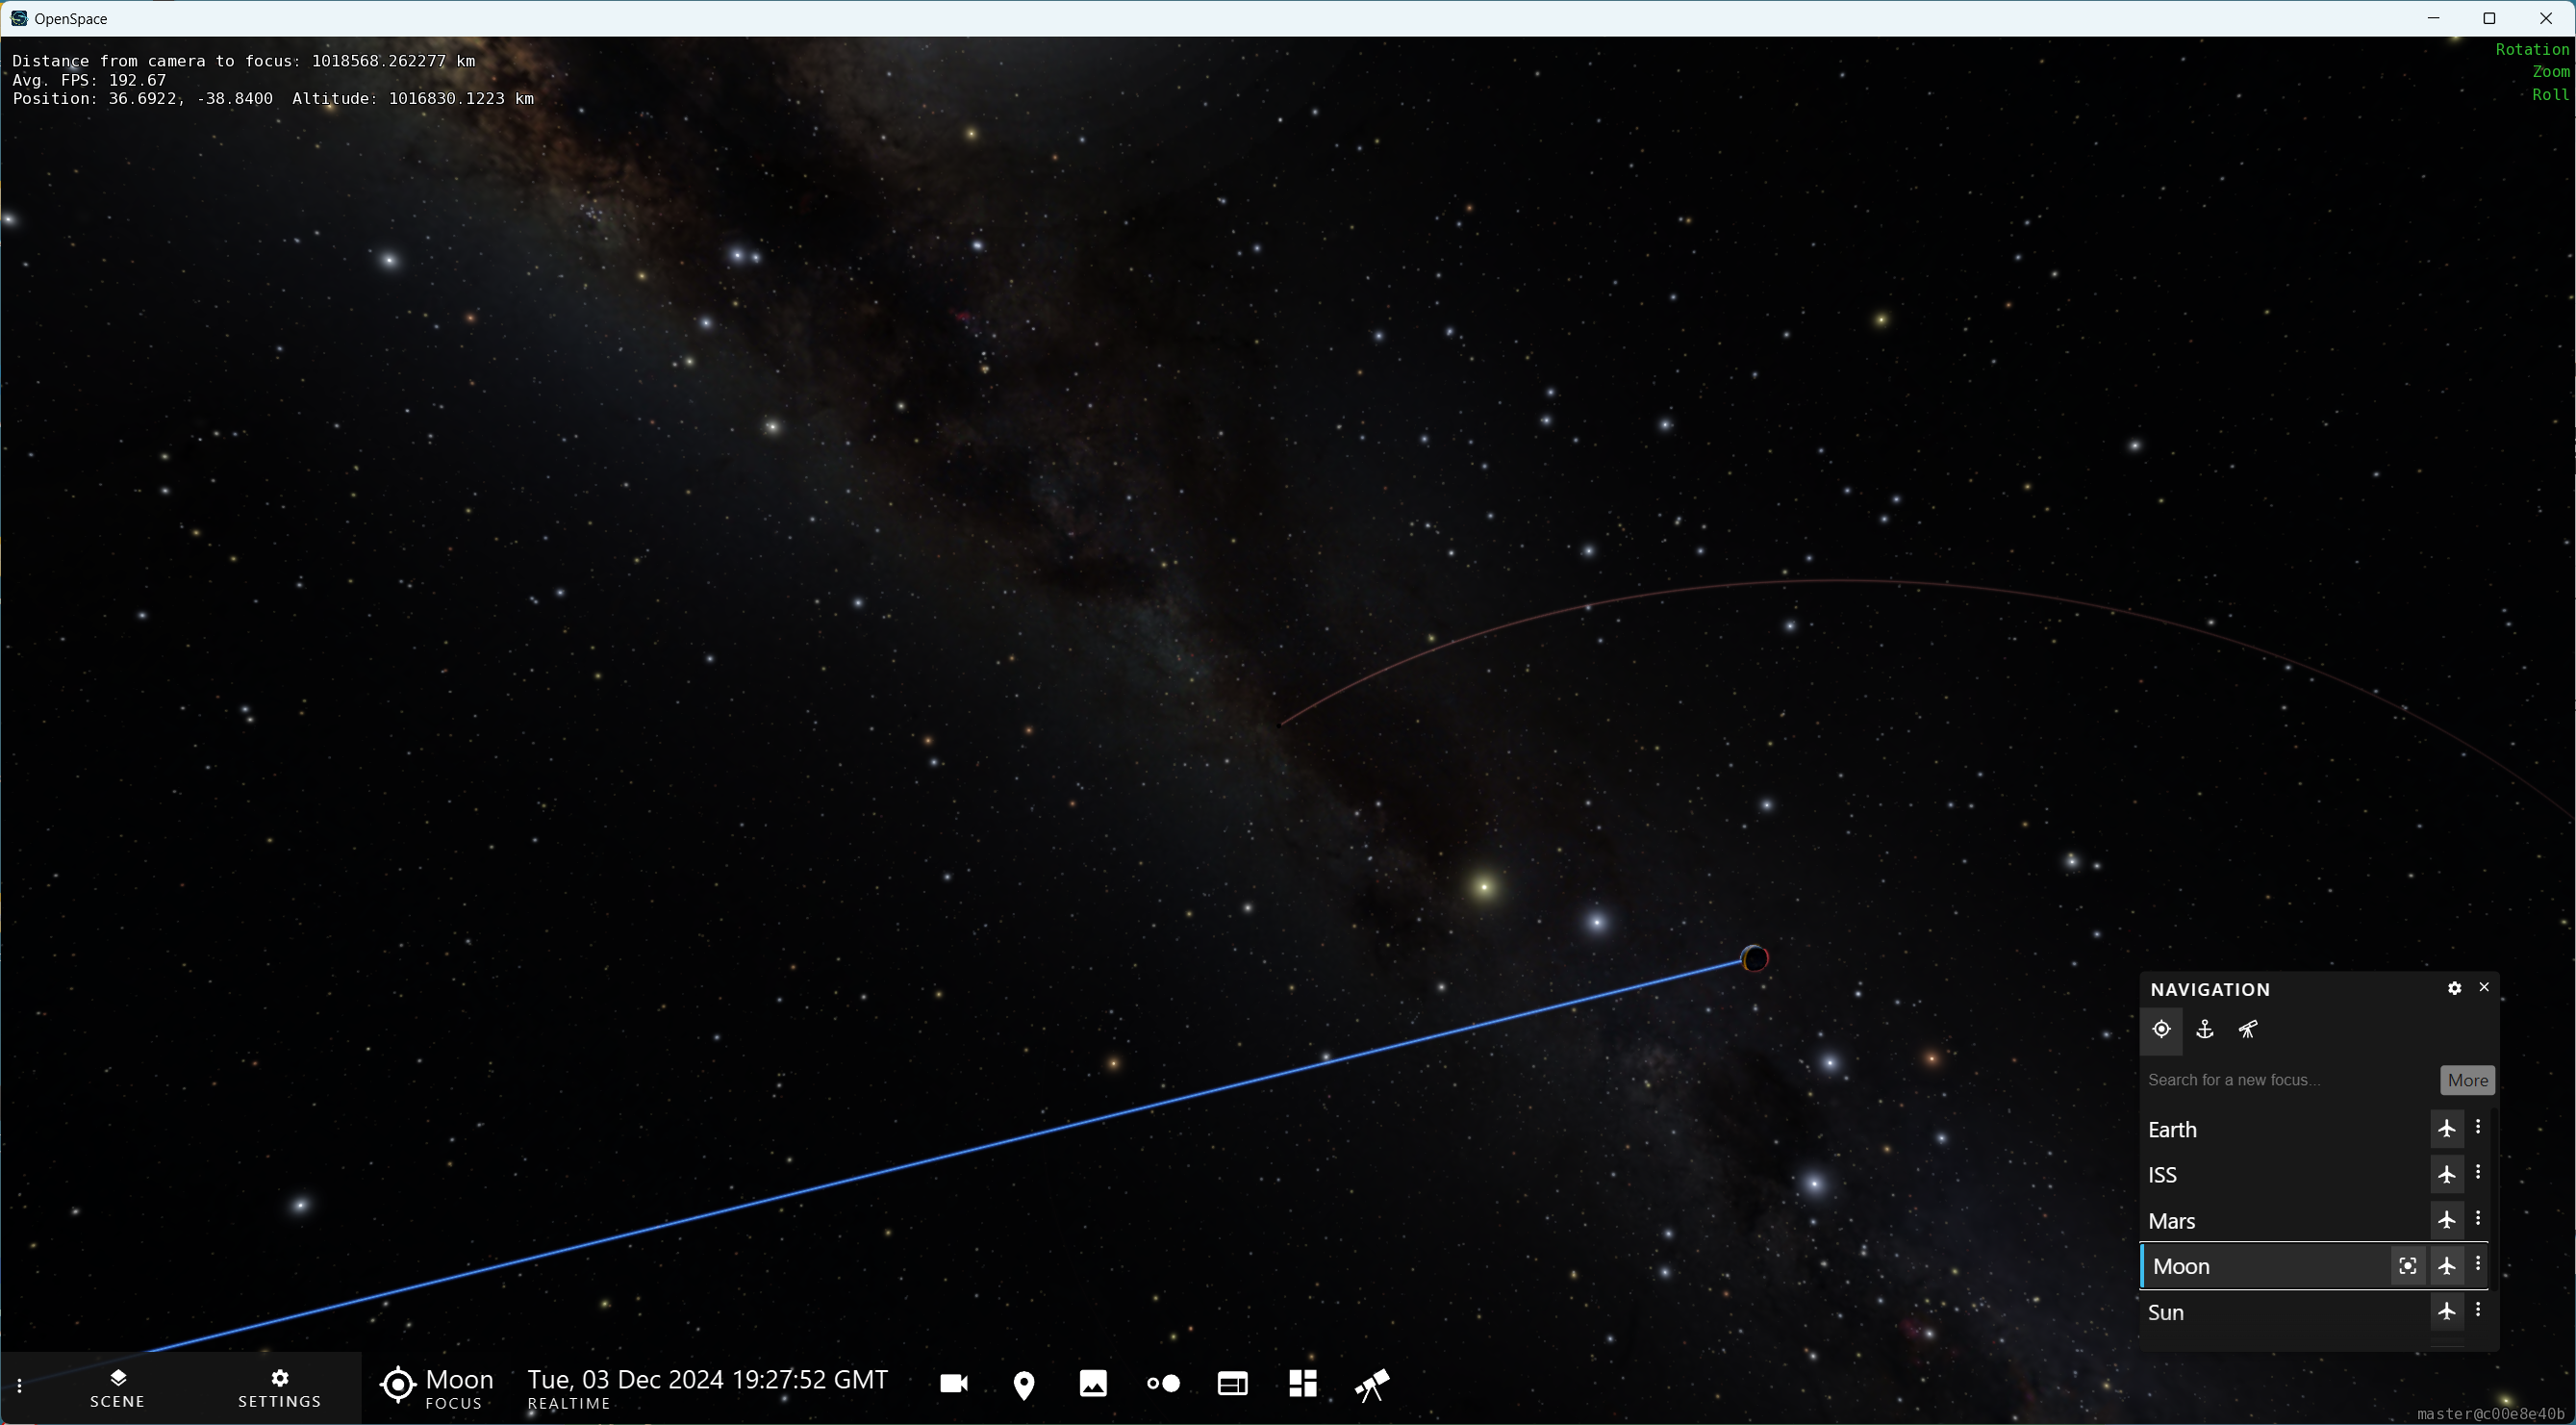 OpenSpace
Distance from camera to focus: 1018568.262277 km
Avg. FPS: 192.67
Position: 36.6922, -38.8400  Altitude: 1016830.1223 km
Rotation
Zoom
Roll
NAVIGATION
Search for a new focus...
More
Earth
ISS
Mars
Moon
Sun
SCENE
SETTINGS
Moon
FOCUS
Tue, 03 Dec 2024 19:27:52 GMT
REALTIME
master@c00e8e40b